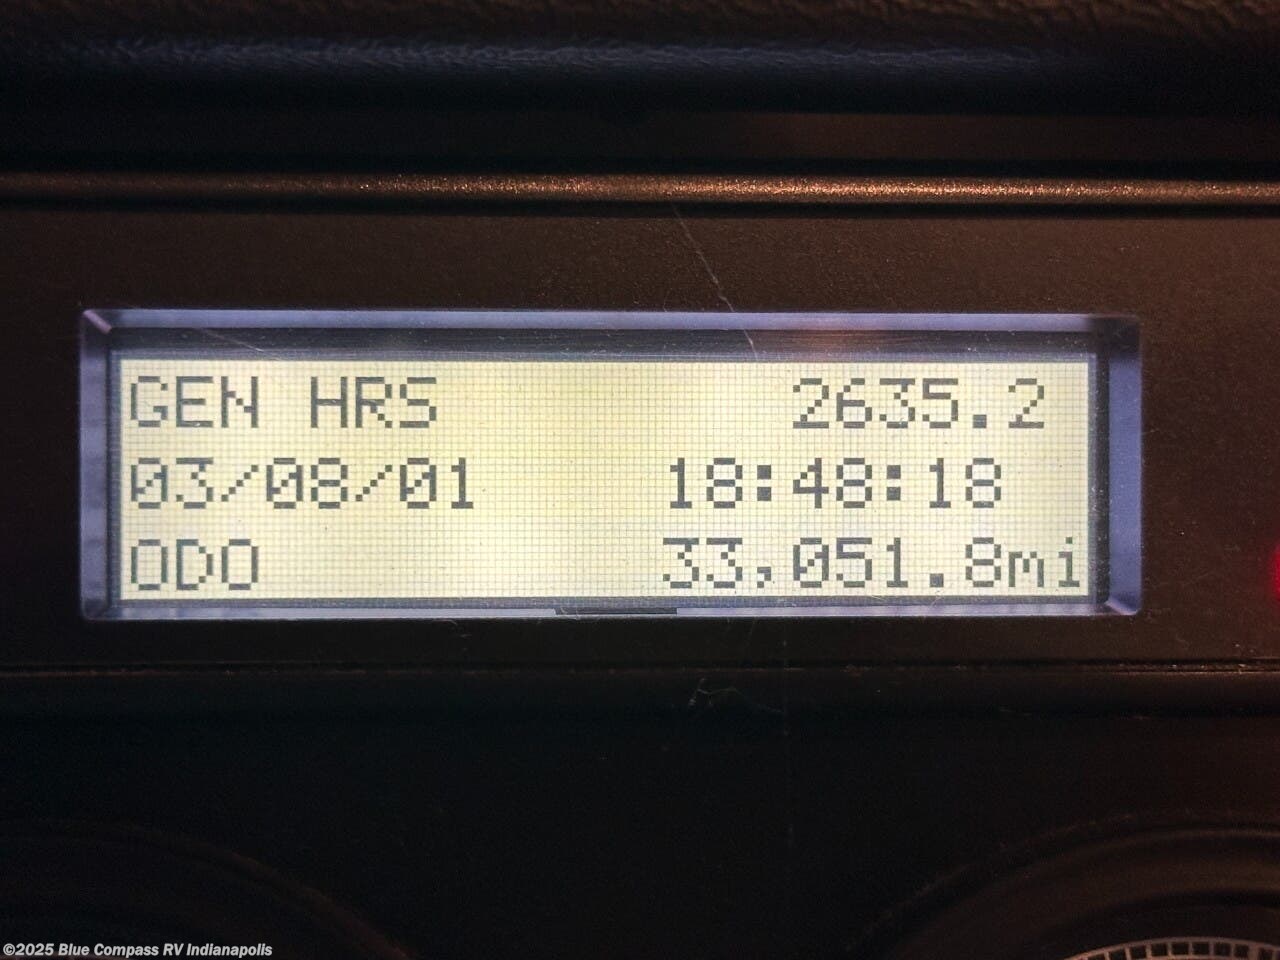 GEN HRS 2635.2
03/08/01 18:48:18
ODO 33,051.8mi
©2025 Blue Compass RV Indianapolis